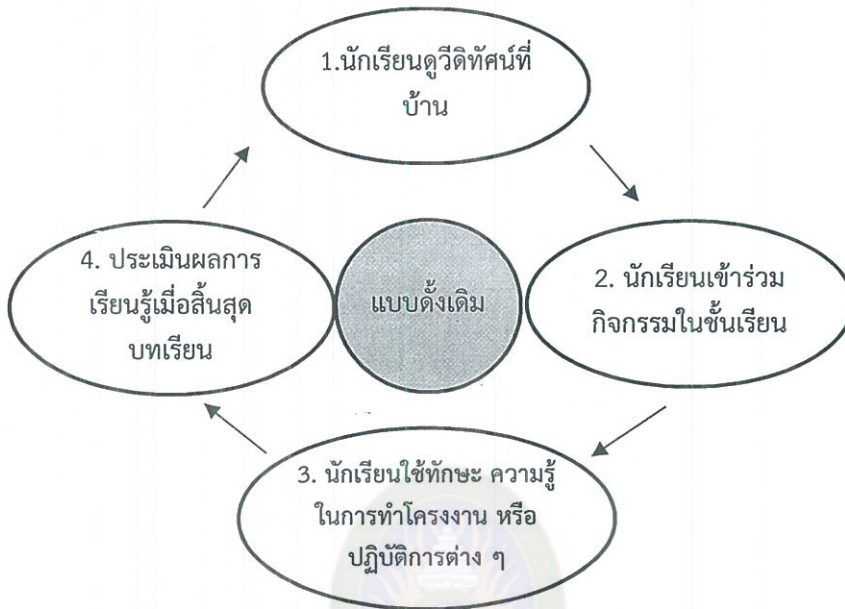 1.นักเรียนดูวีดิทัศน์ที่
บ้าน
2. นักเรียนเข้าร่วม
กิจกรรมในชั้นเรียน
3. นักเรียนใช้ทักษะ ความรู้
ในการทำโครงงาน หรือ
ปฏิบัติการต่าง ๆ
4. ประเมินผลการ
เรียนรู้เมื่อสิ้นสุด
บทเรียน
แบบดั้งเดิม